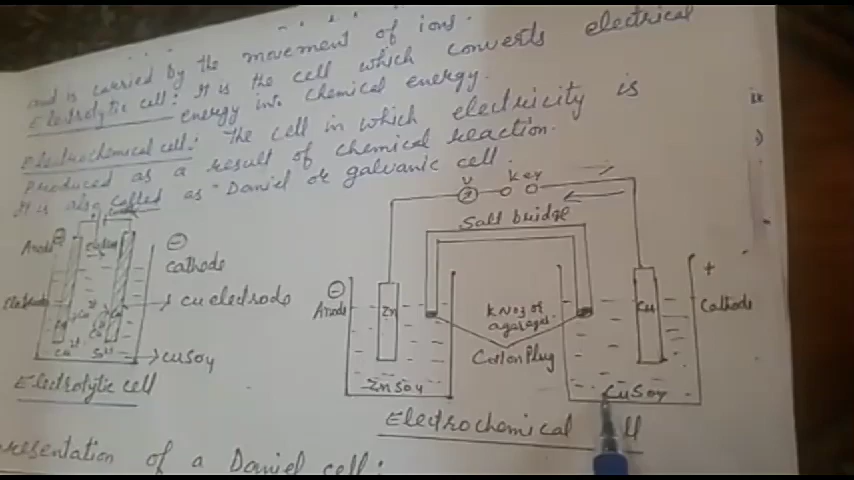 and is carried by the movement of ions.
Electrolytic cell: It is the cell which converts electrical
energy into chemical energy.
Electrochemical cell: The cell in which electricity is
produced as a result of chemical reaction.
It is also called as "Daniel or galvanic cell.
V Key
Salt bridge
Anode
Cathode
Cu electrode
CuSO4
Electrolytic cell
Anode
Zn
ZnSO4
KNO3 or
agar agar
Cotton Plug
Cu
+
Cathode
CuSO4
Electrochemical
presentation of a Daniel cell: